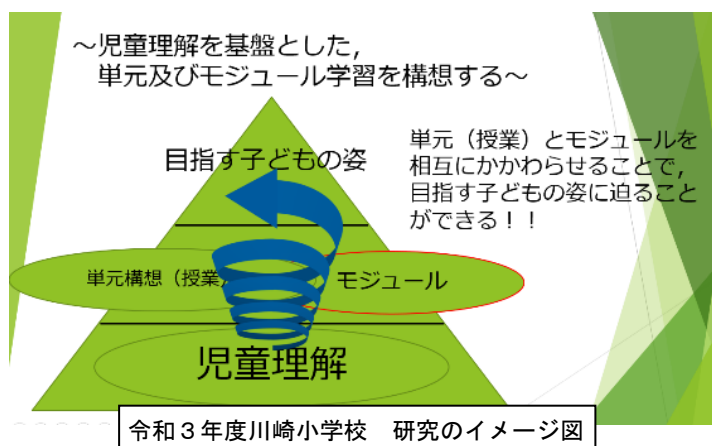 ～児童理解を基盤とした，
単元及びモジュール学習を構想する～
目指す子どもの姿
単元（授業）とモジュールを
相互にかかわらせることで，
目指す子どもの姿に迫ること
ができる！！
単元構想（授業）
モジュール
児童理解
令和３年度川崎小学校　研究のイメージ図